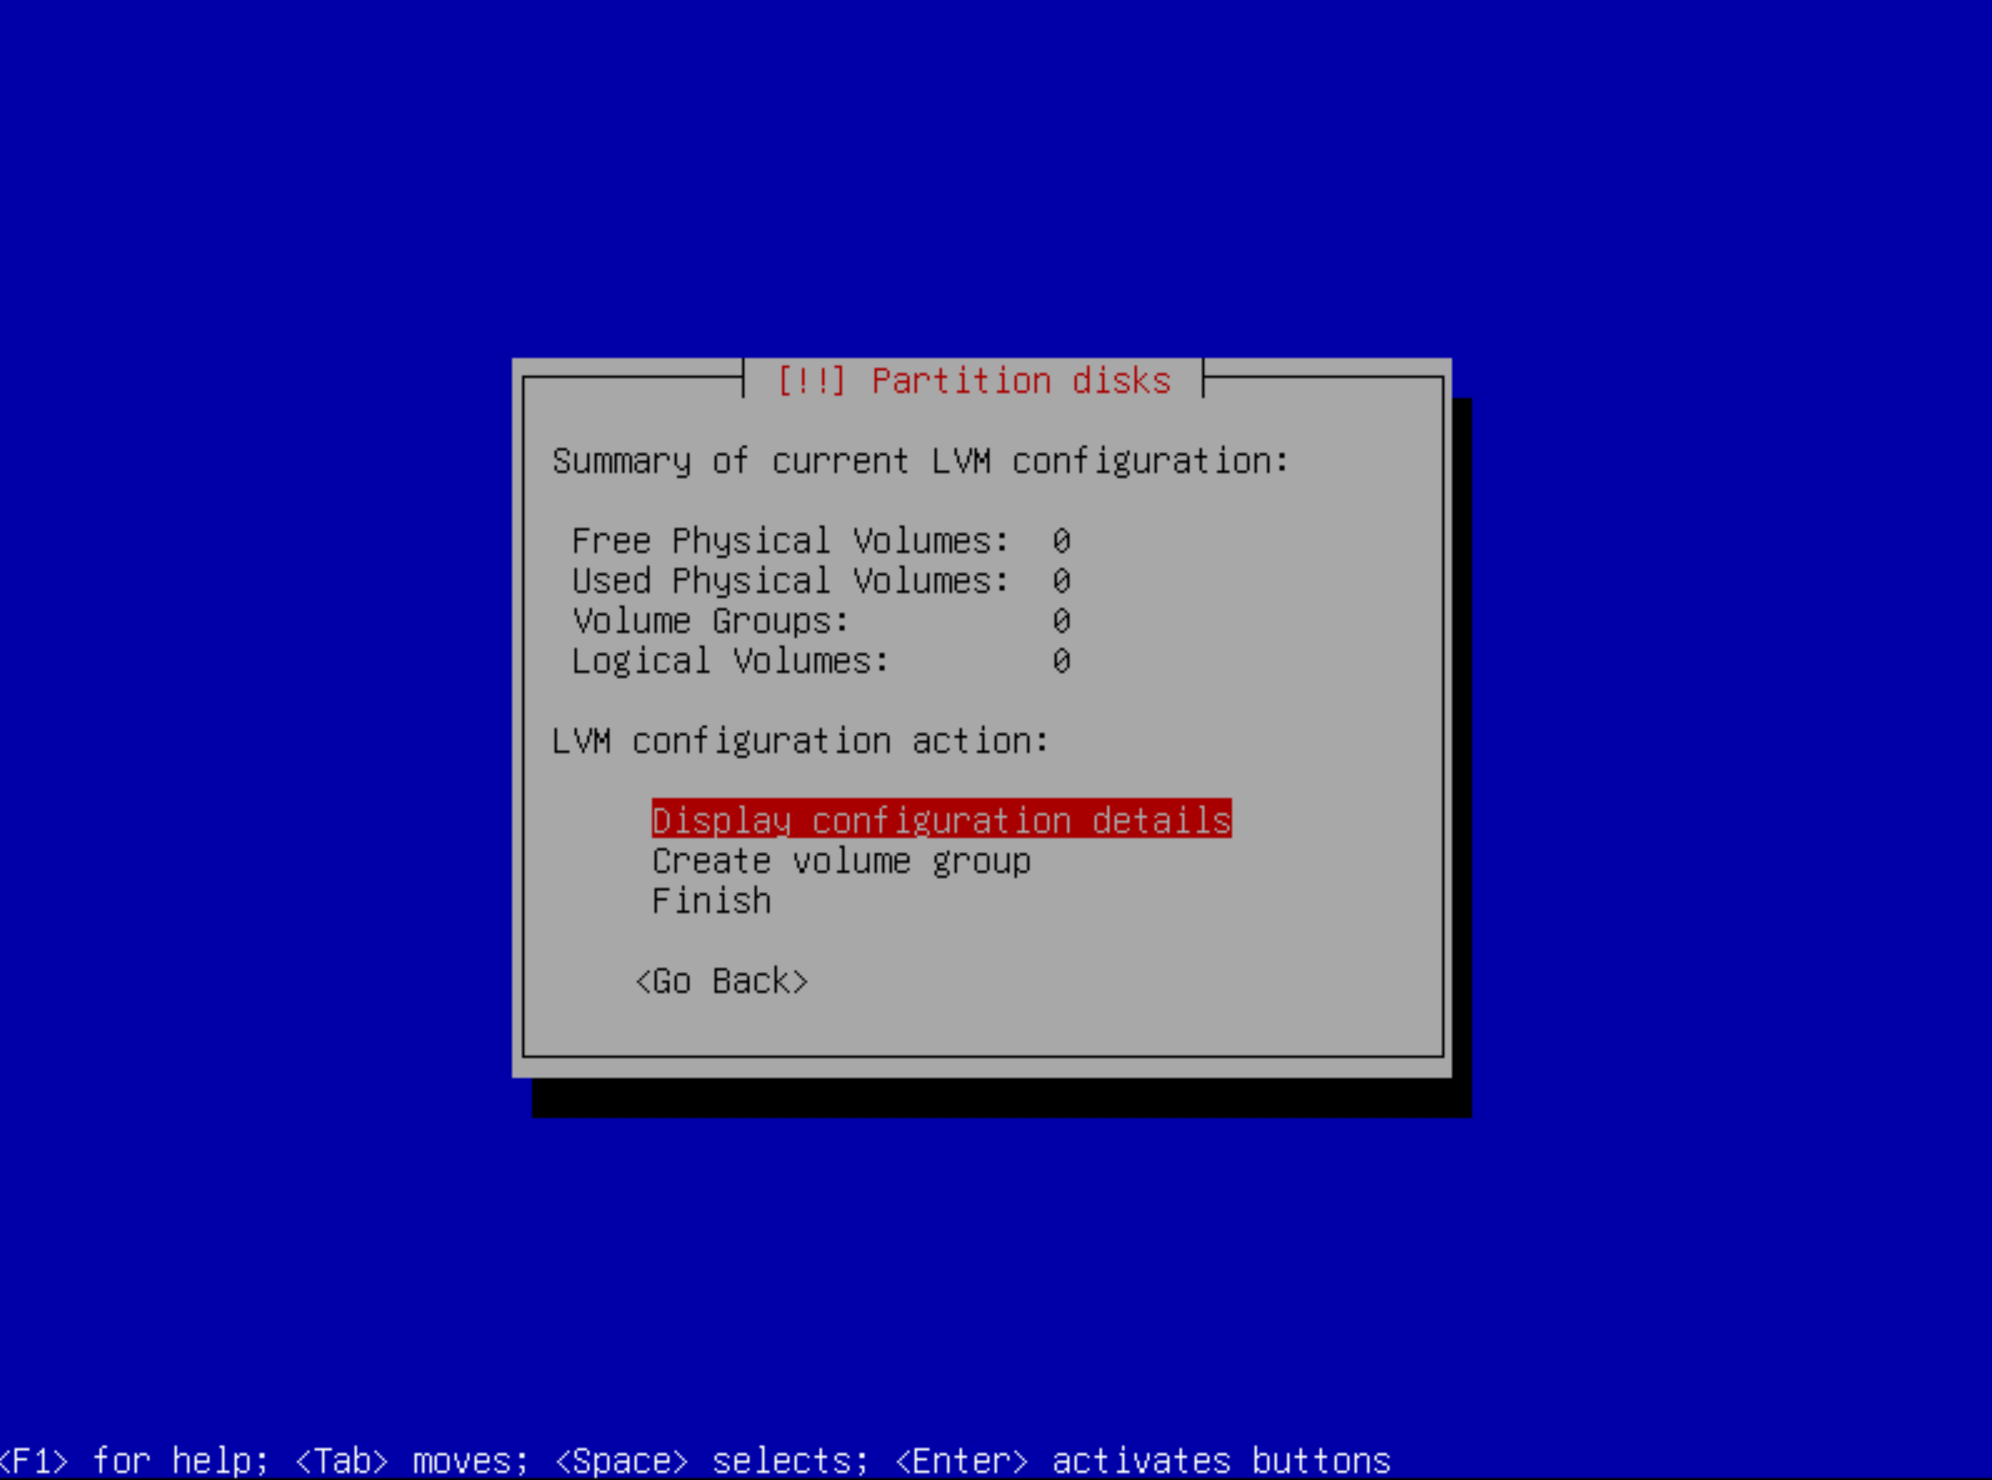 [!!] Partition disks
Summary of current LVM configuration:
Free Physical Volumes: 0
Used Physical Volumes: 0
Volume Groups: 0
Logical Volumes: 0
LVM configuration action:
Display configuration details
Create volume group
Finish
<Go Back>
<F1> for help; <Tab> moves; <Space> selects; <Enter> activates buttons